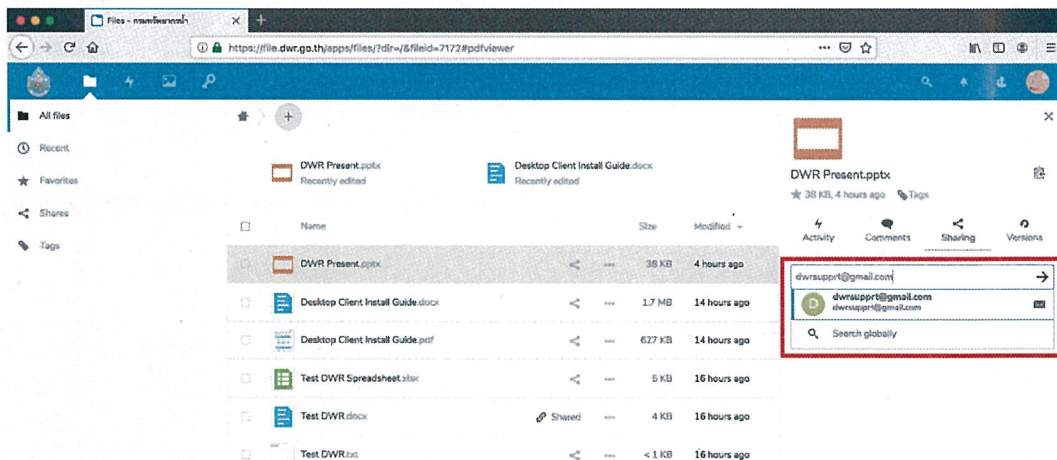 Files - กรมทรัพยากรน้ำ
https://file.dwr.go.th/apps/files/?dir=/&fileid=7172#pdfviewer
All files
Recent
Favorites
Shares
Tags
DWR Present.pptx
Recently edited
Desktop Client Install Guide.docx
Recently edited
Name Size Modified
DWR Present.pptx 38 KB 4 hours ago
Desktop Client Install Guide.docx 1.7 MB 14 hours ago
Desktop Client Install Guide.pdf 627 KB 14 hours ago
Test DWR Spreadsheet.xlsx 5 KB 16 hours ago
Test DWR.docx Shared 4 KB 16 hours ago
Test DWR.txt < 1 KB 16 hours ago
DWR Present.pptx
38 KB, 4 hours ago Tags
Activity Comments Sharing Versions
dwrsupprt@gmail.com
D
dwrsupprt@gmail.com
dwrsupprt@gmail.com
Search globally